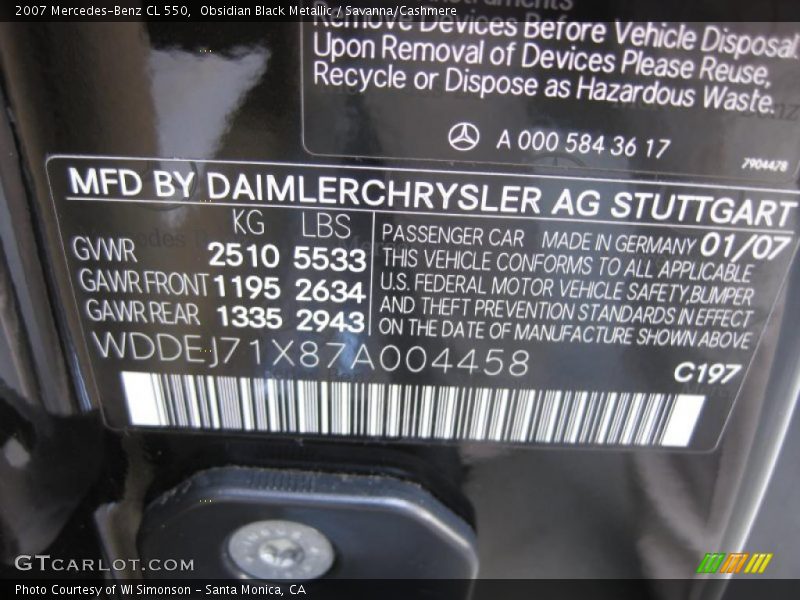 2007 Mercedes-Benz CL 550, Obsidian Black Metallic / Savanna/Cashmere
Remove Devices Before Vehicle Disposal.
Upon Removal of Devices Please Reuse,
Recycle or Dispose as Hazardous Waste.
A 000 584 36 17
7904478
MFD BY DAIMLERCHRYSLER AG STUTTGART
KG LBS
GVWR 2510 5533
GAWR FRONT 1195 2634
GAWR REAR 1335 2943
PASSENGER CAR MADE IN GERMANY 01/07
THIS VEHICLE CONFORMS TO ALL APPLICABLE
U.S. FEDERAL MOTOR VEHICLE SAFETY,BUMPER
AND THEFT PREVENTION STANDARDS IN EFFECT
ON THE DATE OF MANUFACTURE SHOWN ABOVE
WDDEJ71X87A004458
C197
GTCARLOT.COM
Photo Courtesy of WI Simonson - Santa Monica, CA